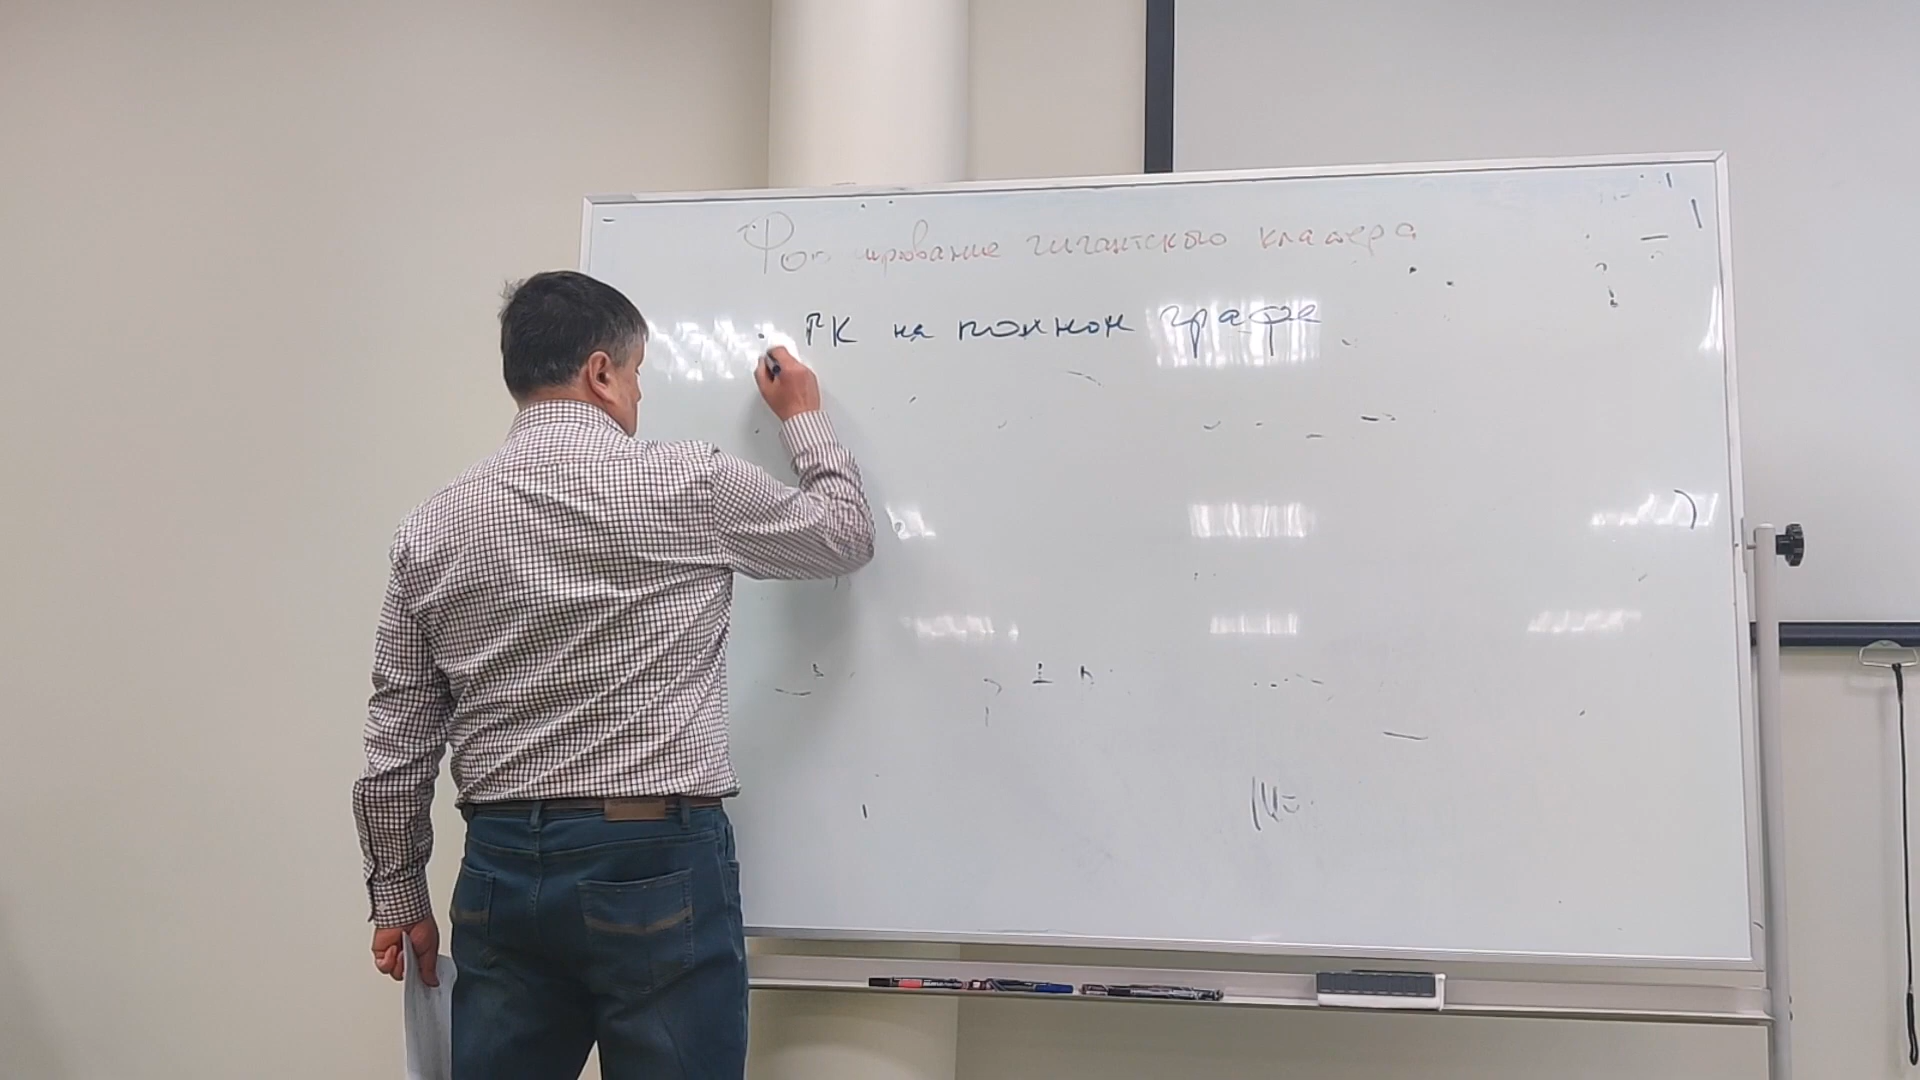 Формирование гигантского кластера
· ГК на полном графе